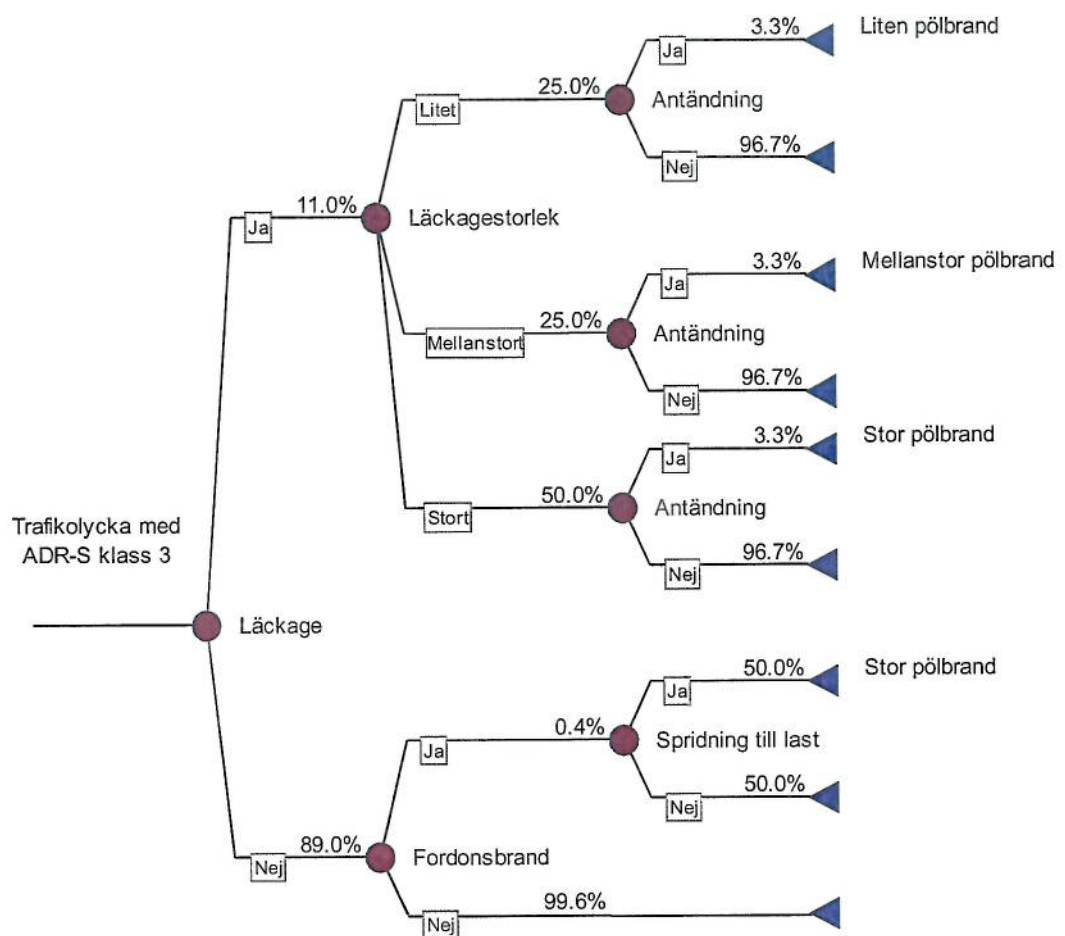 3.3%
Liten pölbrand
Ja
25.0%
Antändning
Litet
96.7%
Nej
11.0%
Läckagestorlek
Ja
3.3%
Mellanstor pölbrand
Ja
25.0%
Antändning
Mellanstort
96.7%
Nej
3.3%
Stor pölbrand
Ja
50.0%
Antändning
Stort
96.7%
Nej
Trafikolycka med
ADR-S klass 3
Läckage
50.0%
Stor pölbrand
Ja
0.4%
Spridning till last
Ja
50.0%
Nej
89.0%
Fordonsbrand
Nej
99.6%
Nej